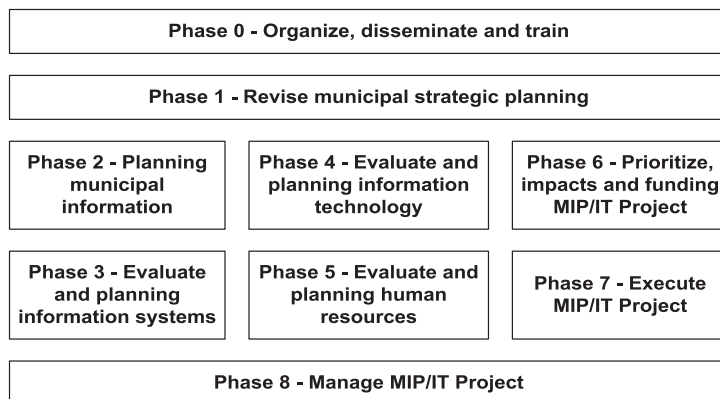 Phase 0 - Organize, disseminate and train
Phase 1 - Revise municipal strategic planning
Phase 2 - Planning
municipal
information
Phase 4 - Evaluate and
planning information
technology
Phase 6 - Prioritize,
impacts and funding
MIP/IT Project
Phase 3 - Evaluate
and planning
information systems
Phase 5 - Evaluate and
planning human
resources
Phase 7 - Execute
MIP/IT Project
Phase 8 - Manage MIP/IT Project